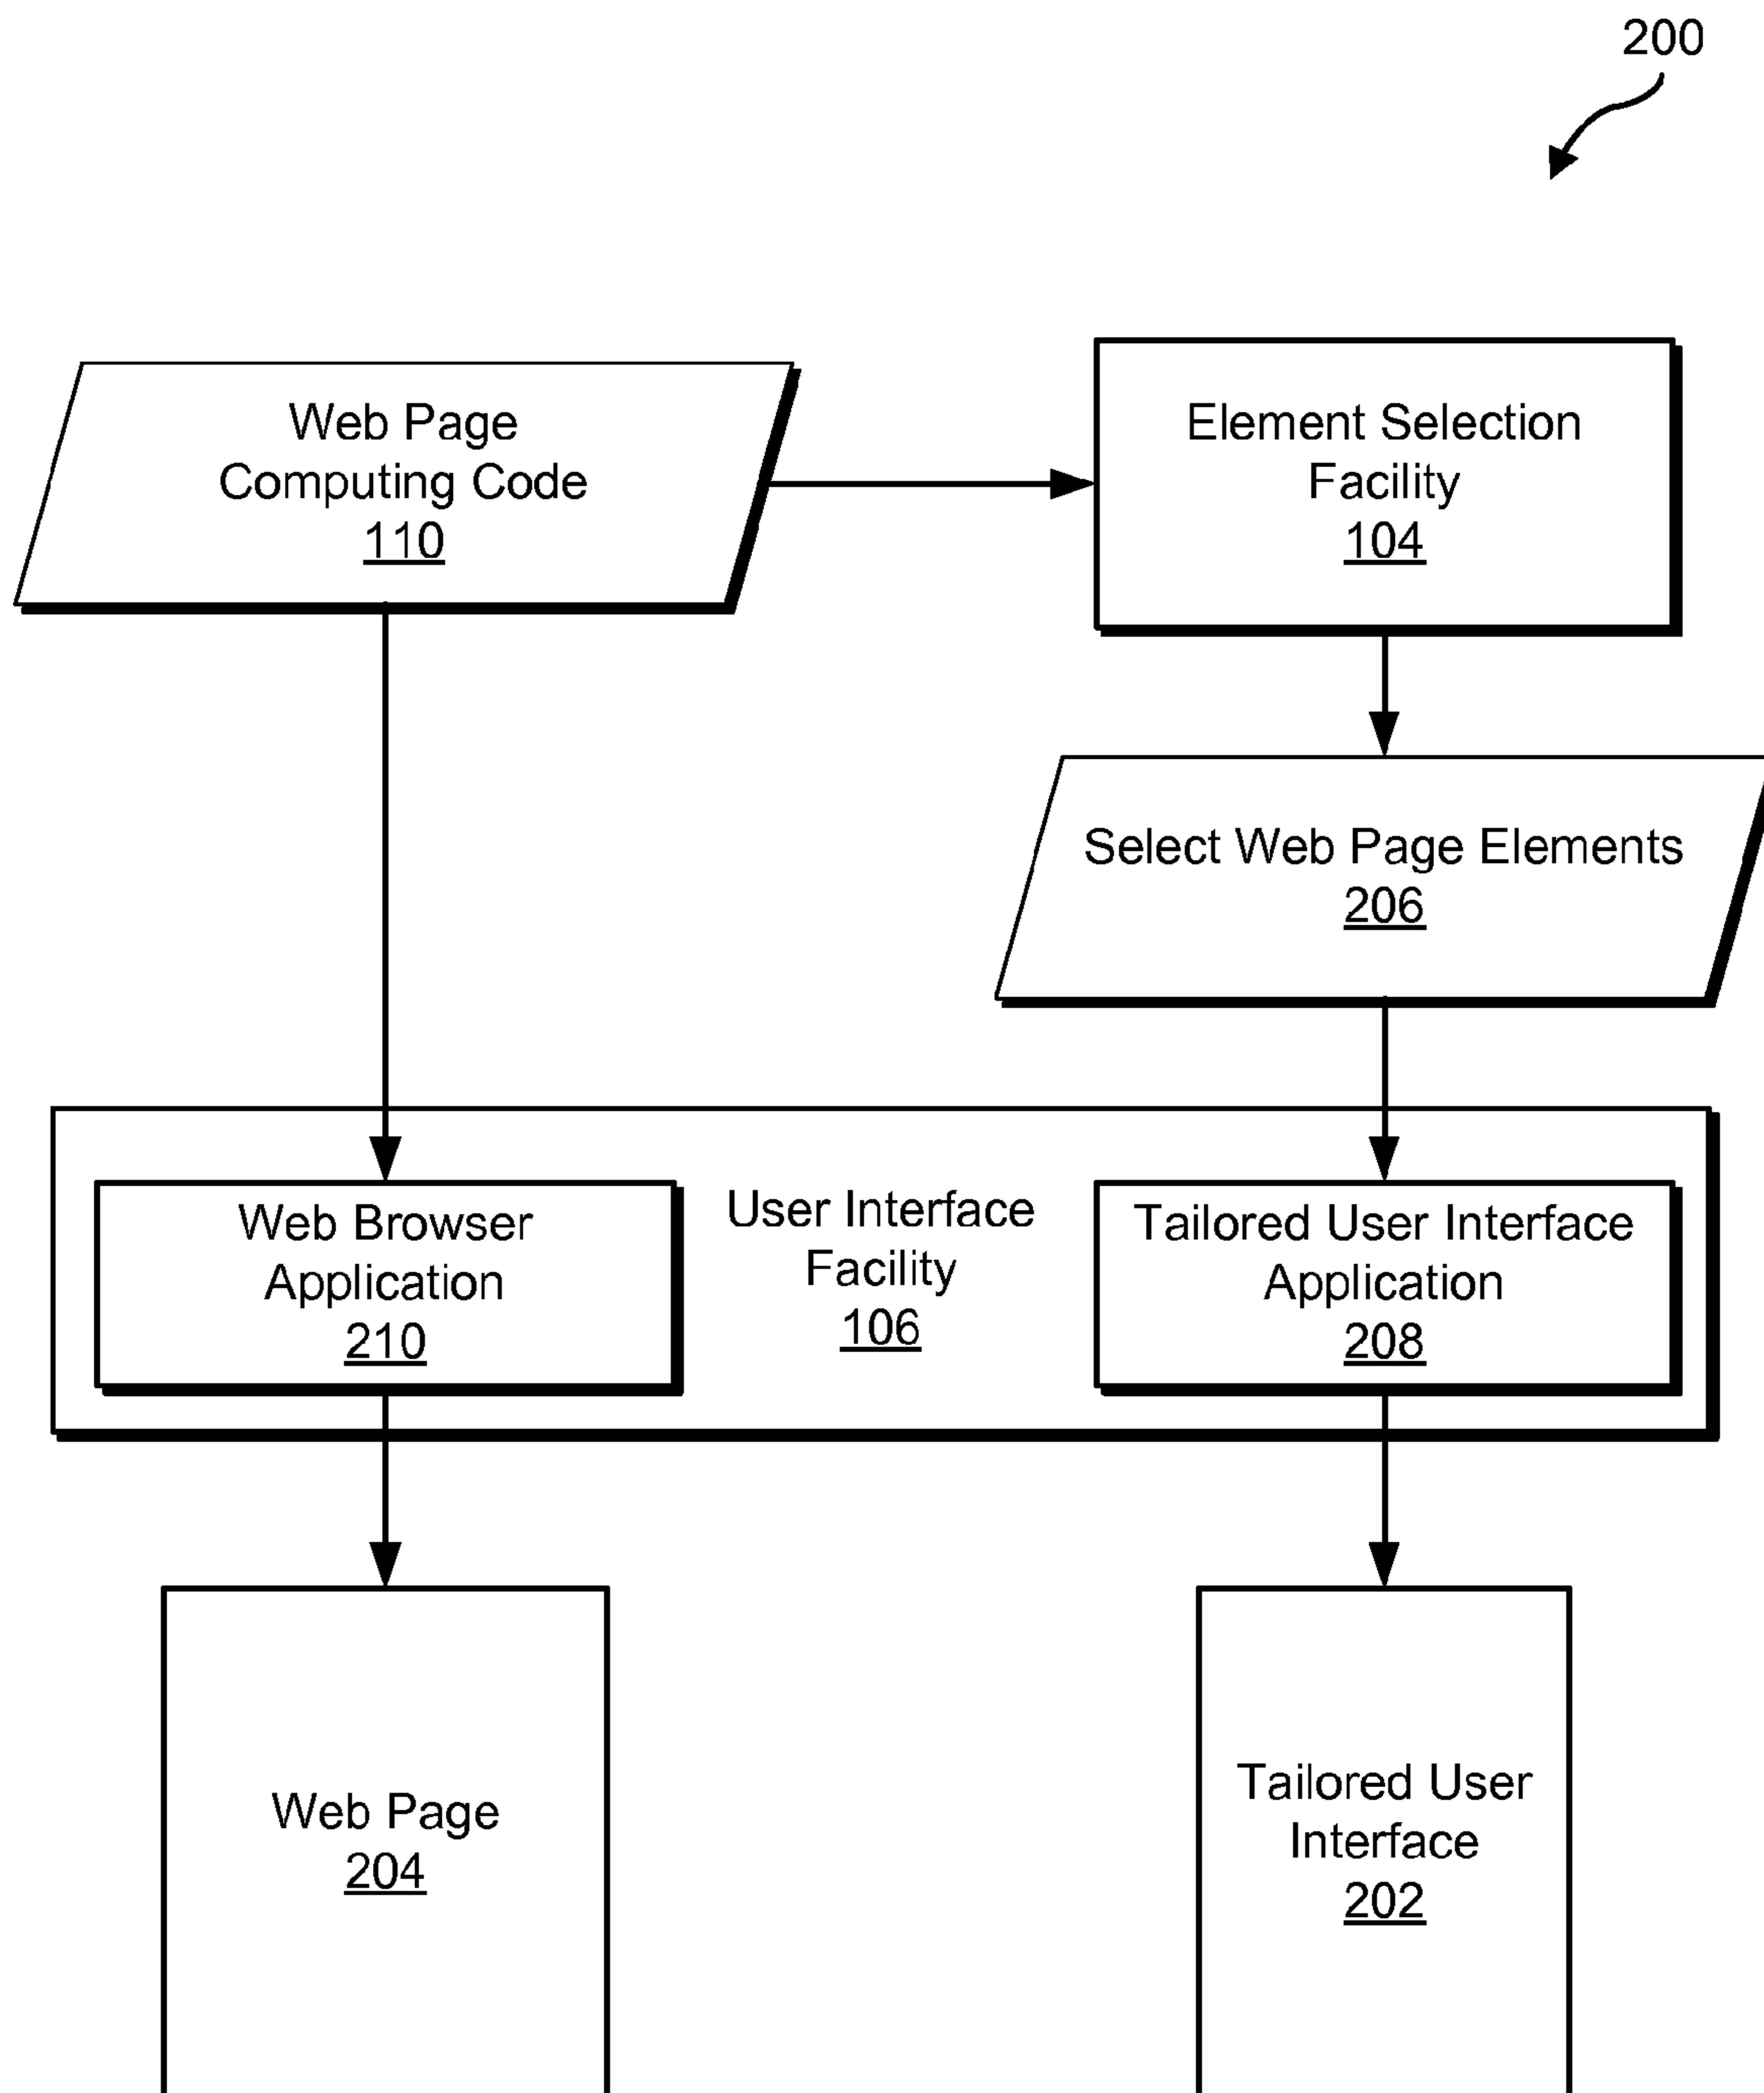 200
Web Page
Computing Code
110
Element Selection
Facility
104
Select Web Page Elements
206
Web Browser
Application
210
User Interface
Facility
106
Tailored User Interface
Application
208
Web Page
204
Tailored User
Interface
202